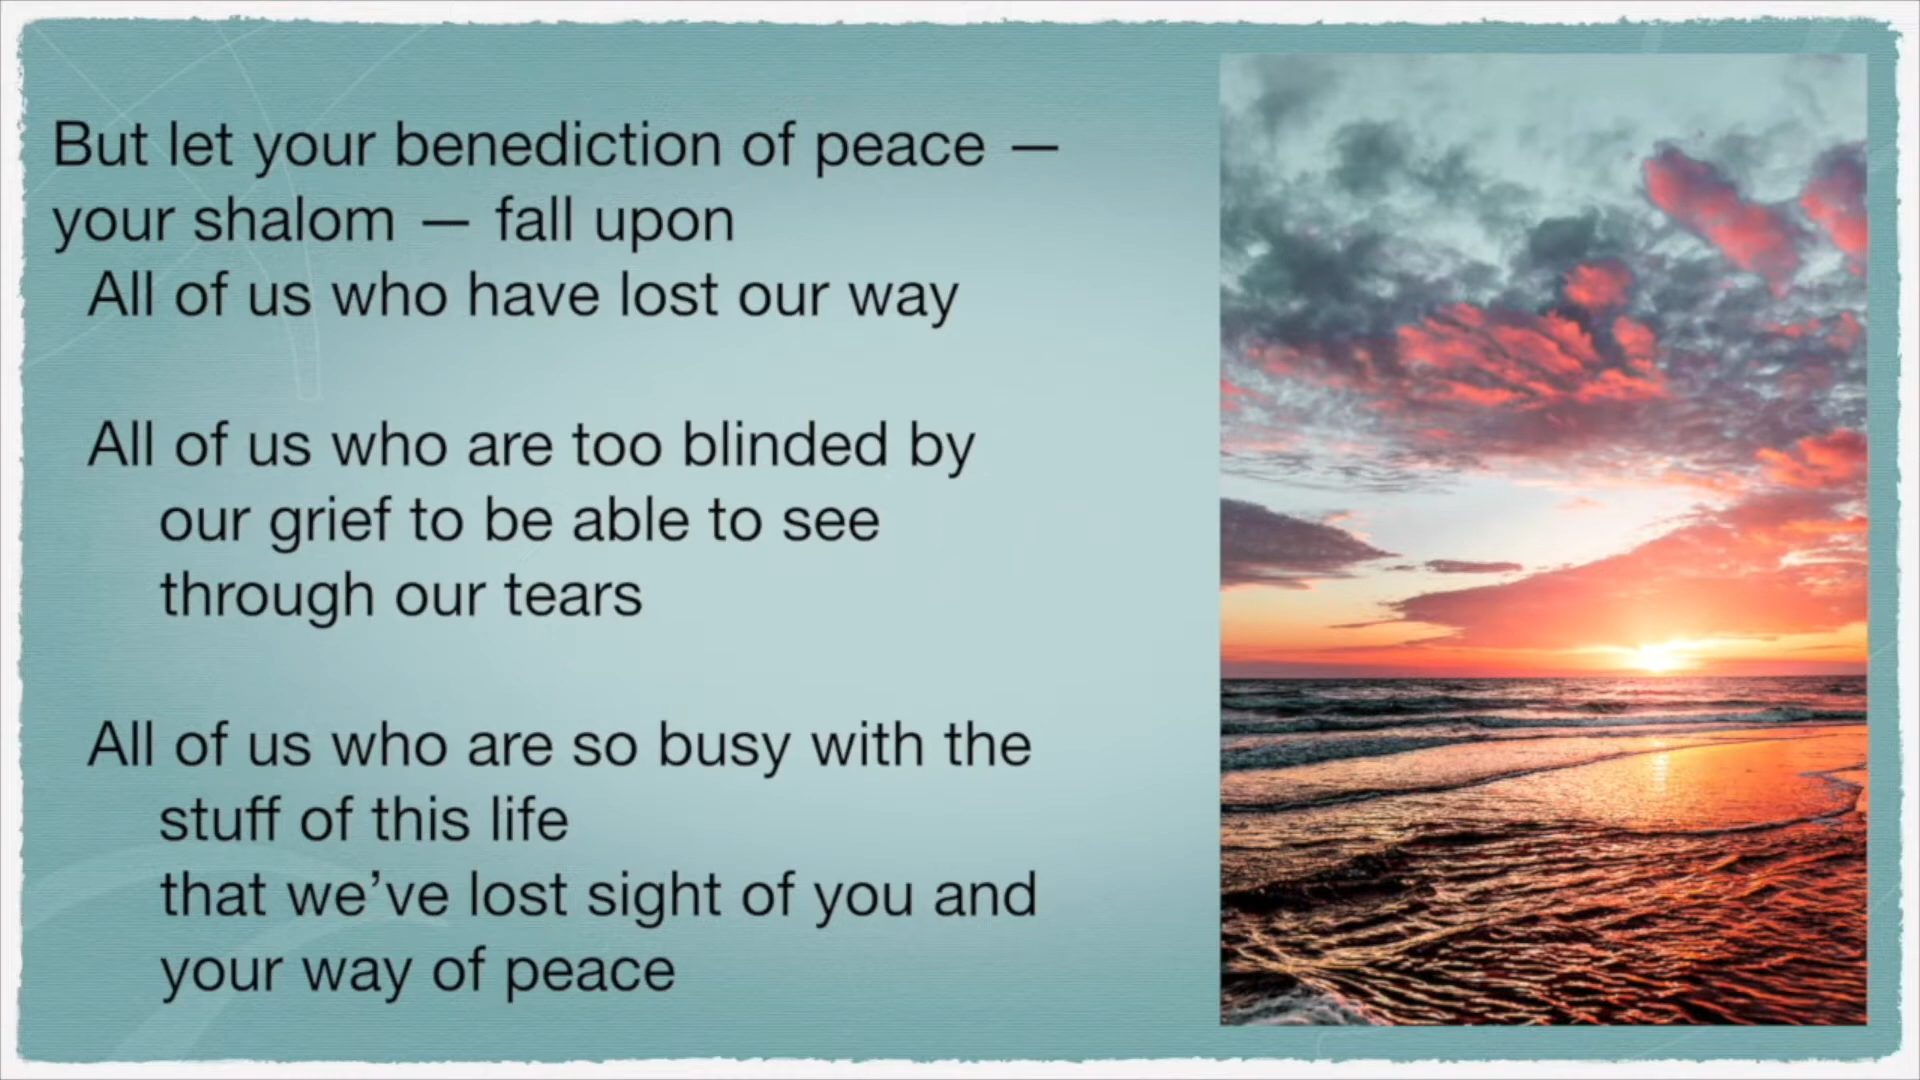 But let your benediction of peace —
your shalom — fall upon
All of us who have lost our way
All of us who are too blinded by
our grief to be able to see
through our tears
All of us who are so busy with the
stuff of this life
that we’ve lost sight of you and
your way of peace